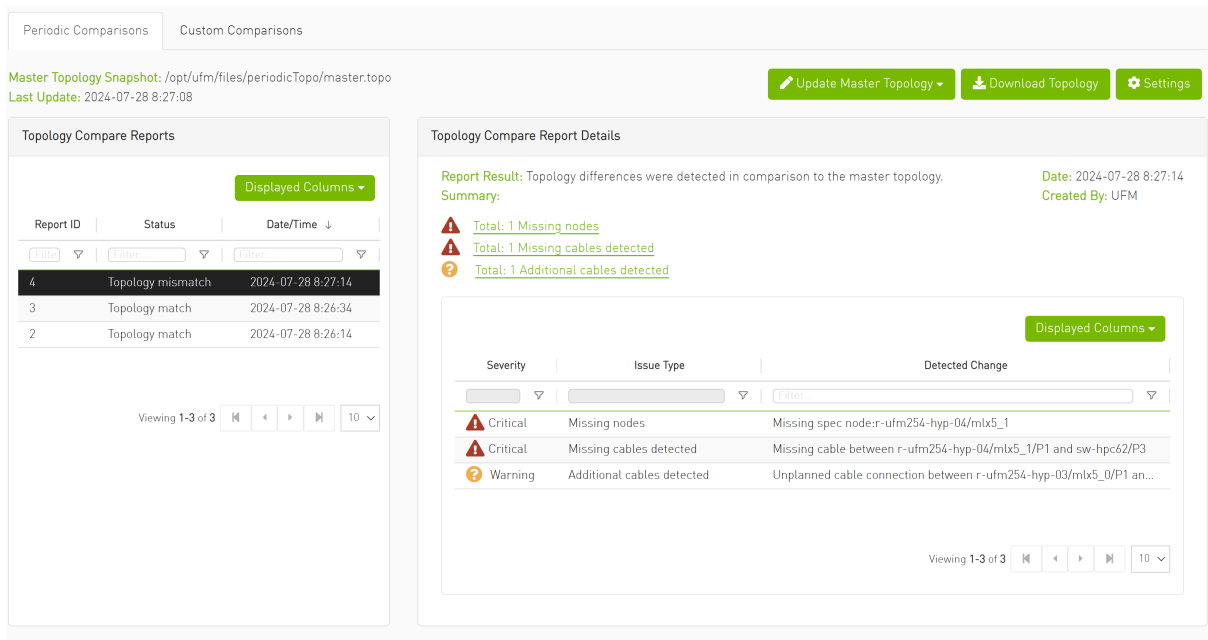 Periodic Comparisons Custom Comparisons
Master Topology Snapshot: /opt/ufm/files/periodicTopo/master.topo
Last Update: 2024-07-28 8:27:08
Update Master Topology Download Topology Settings
Topology Compare Reports
Displayed Columns
Report ID Status Date/Time ↓
Filte Filter... Filter...
4 Topology mismatch 2024-07-28 8:27:14
3 Topology match 2024-07-28 8:26:34
2 Topology match 2024-07-28 8:26:14
Viewing 1-3 of 3 10
Topology Compare Report Details
Report Result: Topology differences were detected in comparison to the master topology.
Date: 2024-07-28 8:27:14
Summary:
Created By: UFM
Total: 1 Missing nodes
Total: 1 Missing cables detected
Total: 1 Additional cables detected
Displayed Columns
Severity Issue Type Detected Change
Filter...
Critical Missing nodes Missing spec node:r-ufm254-hyp-04/mlx5_1
Critical Missing cables detected Missing cable between r-ufm254-hyp-04/mlx5_1/P1 and sw-hpc62/P3
Warning Additional cables detected Unplanned cable connection between r-ufm254-hyp-03/mlx5_0/P1 an...
Viewing 1-3 of 3 10